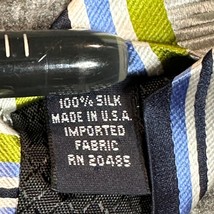 100% SILK
MADE IN U.S.A.
IMPORTED
FABRIC
RN 20485